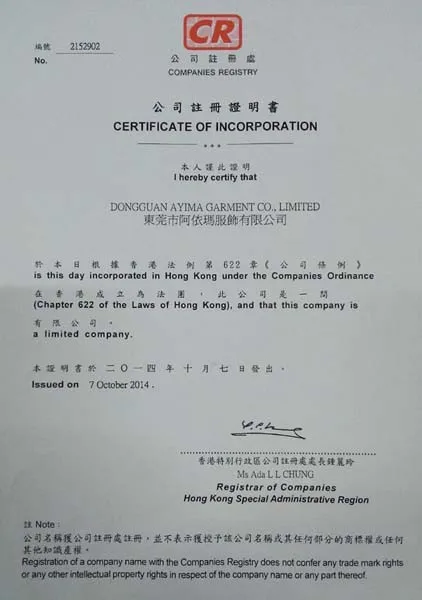 CR
編號 2152902
No.
公司註冊處
COMPANIES REGISTRY
公司註冊證明書
CERTIFICATE OF INCORPORATION
***
本人謹此證明
I hereby certify that
DONGGUAN AYIMA GARMENT CO., LIMITED
東莞市阿依瑪服飾有限公司
於本日根據香港法例第622章《公司條例》
is this day incorporated in Hong Kong under the Companies Ordinance
在香港成立為法團，此公司是一間
(Chapter 622 of the Laws of Hong Kong), and that this company is
有限公司。
a limited company.
本證明書於二〇一四年十月七日發出。
Issued on 7 October 2014 .
香港特別行政區公司註冊處處長鍾麗玲
Ms Ada L L CHUNG
Registrar of Companies
Hong Kong Special Administrative Region
註 Note :
公司名稱獲公司註冊處註冊，並不表示獲授予該公司名稱或其任何部分的商標權或任何
其他知識產權。
Registration of a company name with the Companies Registry does not confer any trade mark rights
or any other intellectual property rights in respect of the company name or any part thereof.